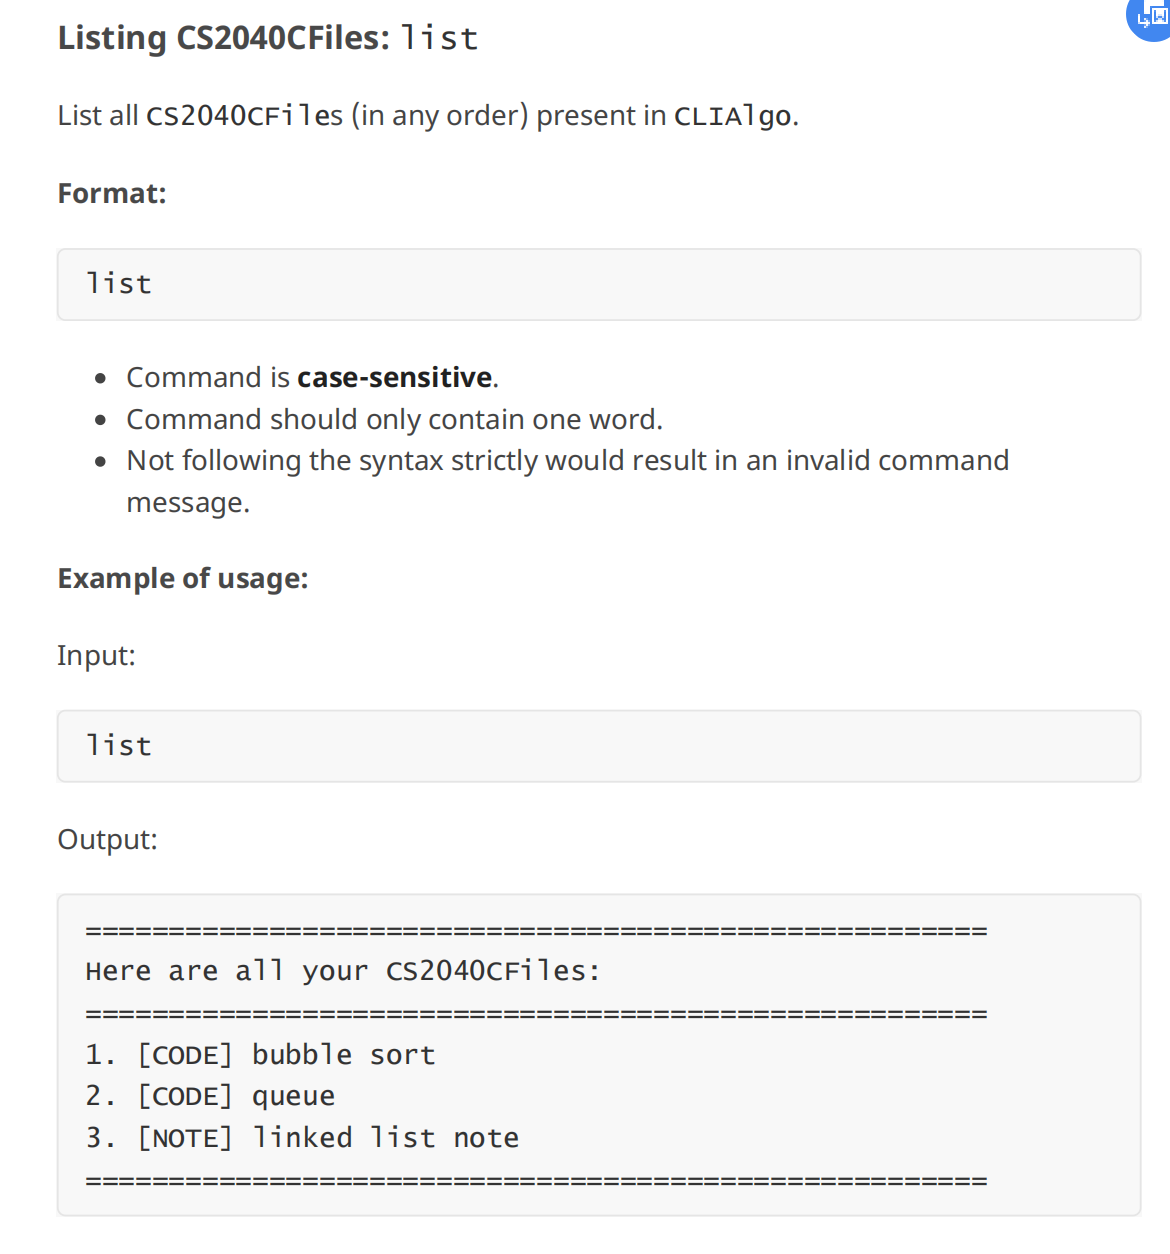 Listing CS2040CFiles: list
List all CS2040CFiles (in any order) present in CLIAlgo.
Format:
list
Command is case-sensitive.
Command should only contain one word.
Not following the syntax strictly would result in an invalid command
message.
Example of usage:
Input:
list
Output:
======================================================
Here are all your CS2040CFiles:
======================================================
1. [CODE] bubble sort
2. [CODE] queue
3. [NOTE] linked list note
======================================================